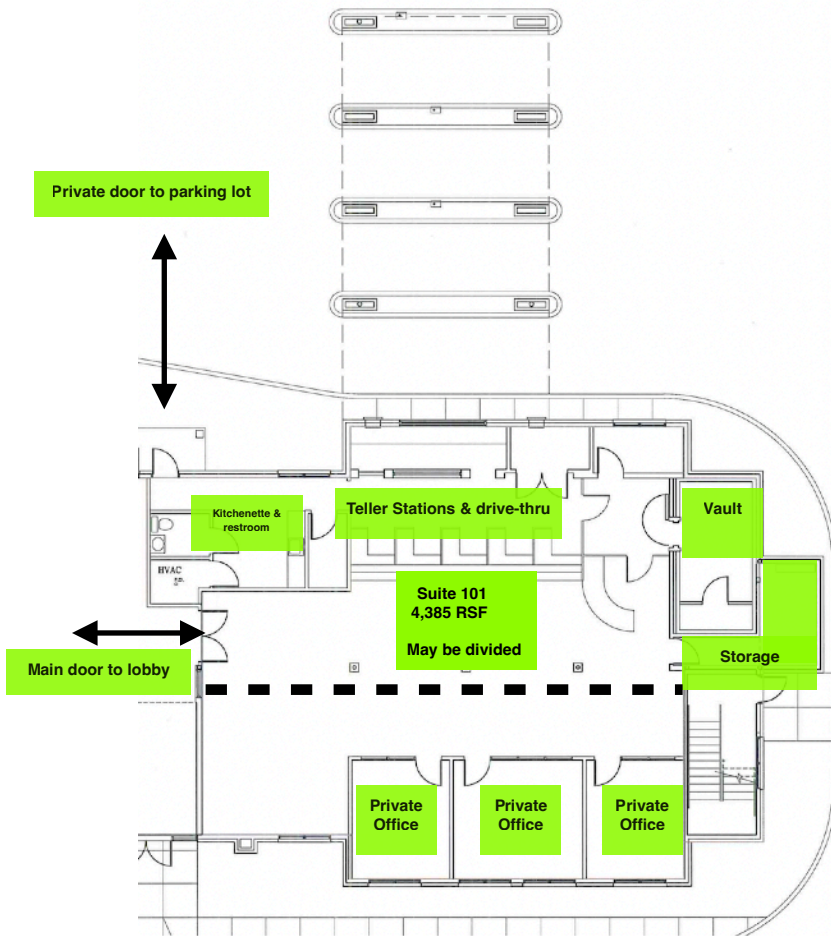 Private door to parking lot
Kitchenette &
restroom
Teller Stations & drive-thru
Vault
HVAC
Suite 101
4,385 RSF
May be divided
Main door to lobby
Storage
Private
Office
Private
Office
Private
Office